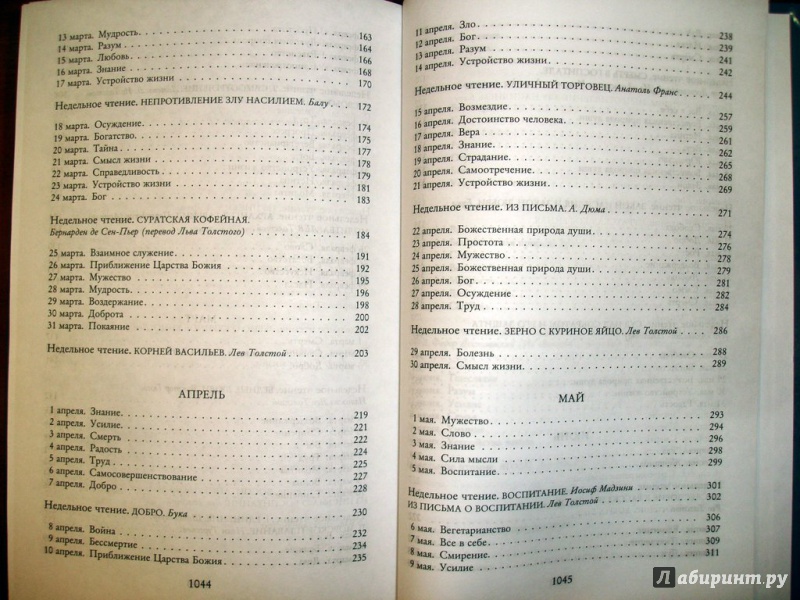 13 марта. Мудрость. 163
14 марта. Разум 164
15 марта. Любовь. 166
16 марта. Знание 168
17 марта. Устройство жизни 170
Недельное чтение. НЕПРОТИВЛЕНИЕ ЗЛУ НАСИЛИЕМ. Балу 172
18 марта. Осуждение. 174
19 марта. Богатство. 175
20 марта. Тайна 177
21 марта. Смысл жизни 178
22 марта. Справедливость 179
23 марта. Устройство жизни 181
24 марта. Бог 183
Недельное чтение. СУРАТСКАЯ КОФЕЙНАЯ.
Бернарден де Сен-Пьер (перевод Льва Толстого) 184
25 марта. Взаимное служение. 191
26 марта. Приближение Царства Божия 192
27 марта. Мужество 195
28 марта. Мудрость. 196
29 марта. Воздержание. 198
30 марта. Доброта 200
31 марта. Покаяние 202
Недельное чтение. КОРНЕЙ ВАСИЛЬЕВ. Лев Толстой 203
АПРЕЛЬ
1 апреля. Знание. 219
2 апреля. Усилие. 221
3 апреля. Смерть 222
4 апреля. Радость 224
5 апреля. Труд 225
6 апреля. Самосовершенствование 227
7 апреля. Добро 228
Недельное чтение. ДОБРО. Бука 230
8 апреля. Война 232
9 апреля. Бессмертие 234
10 апреля. Приближение Царства Божия 235
1044
11 апреля. Зло 238
12 апреля. Бог 239
13 апреля. Разум 241
14 апреля. Устройство жизни 242
Недельное чтение. УЛИЧНЫЙ ТОРГОВЕЦ. Анатоль Франс 244
15 апреля. Возмездие 257
16 апреля. Достоинство человека. 259
17 апреля. Вера 261
18 апреля. Знание. 262
19 апреля. Страдание. 265
20 апреля. Самоотречение. 268
21 апреля. Устройство жизни. 269
Недельное чтение. ИЗ ПИСЬМА. А. Дюма 271
22 апреля. Божественная природа души. 274
23 апреля. Простота 276
24 апреля. Мужество 277
25 апреля. Божественная природа души. 279
26 апреля. Бог 281
27 апреля. Осуждение 282
28 апреля. Труд 284
Недельное чтение. ЗЕРНО С КУРИНОЕ ЯЙЦО. Лев Толстой 286
29 апреля. Болезнь 288
30 апреля. Смысл жизни. 289
МАЙ
1 мая. Мужество 293
2 мая. Слово 294
3 мая. Знание 296
4 мая. Сила мысли 298
5 мая. Воспитание. 299
Недельное чтение. ВОСПИТАНИЕ. Иосиф Мадзини 301
ИЗ ПИСЬМА О ВОСПИТАНИИ. Лев Толстой 302
6 мая. Вегетарианство 306
7 мая. Все в себе. 307
8 мая. Смирение. 309
9 мая. Усилие 311
1045
Лабиринт.ру